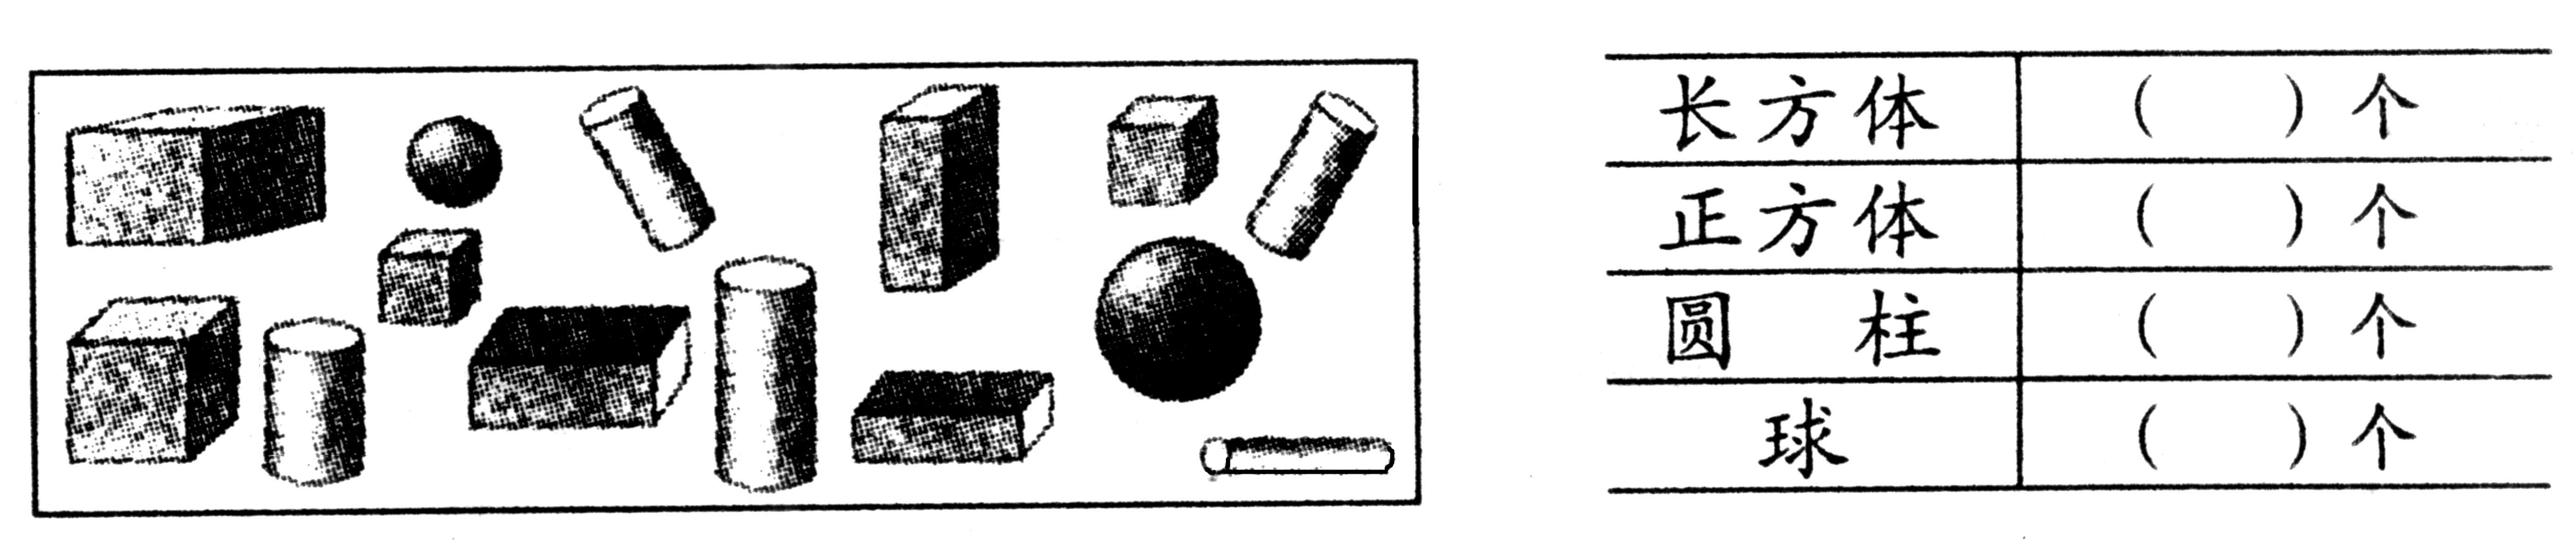 长方体 ( ) 个
正方体 ( ) 个
圆柱 ( ) 个
球 ( ) 个